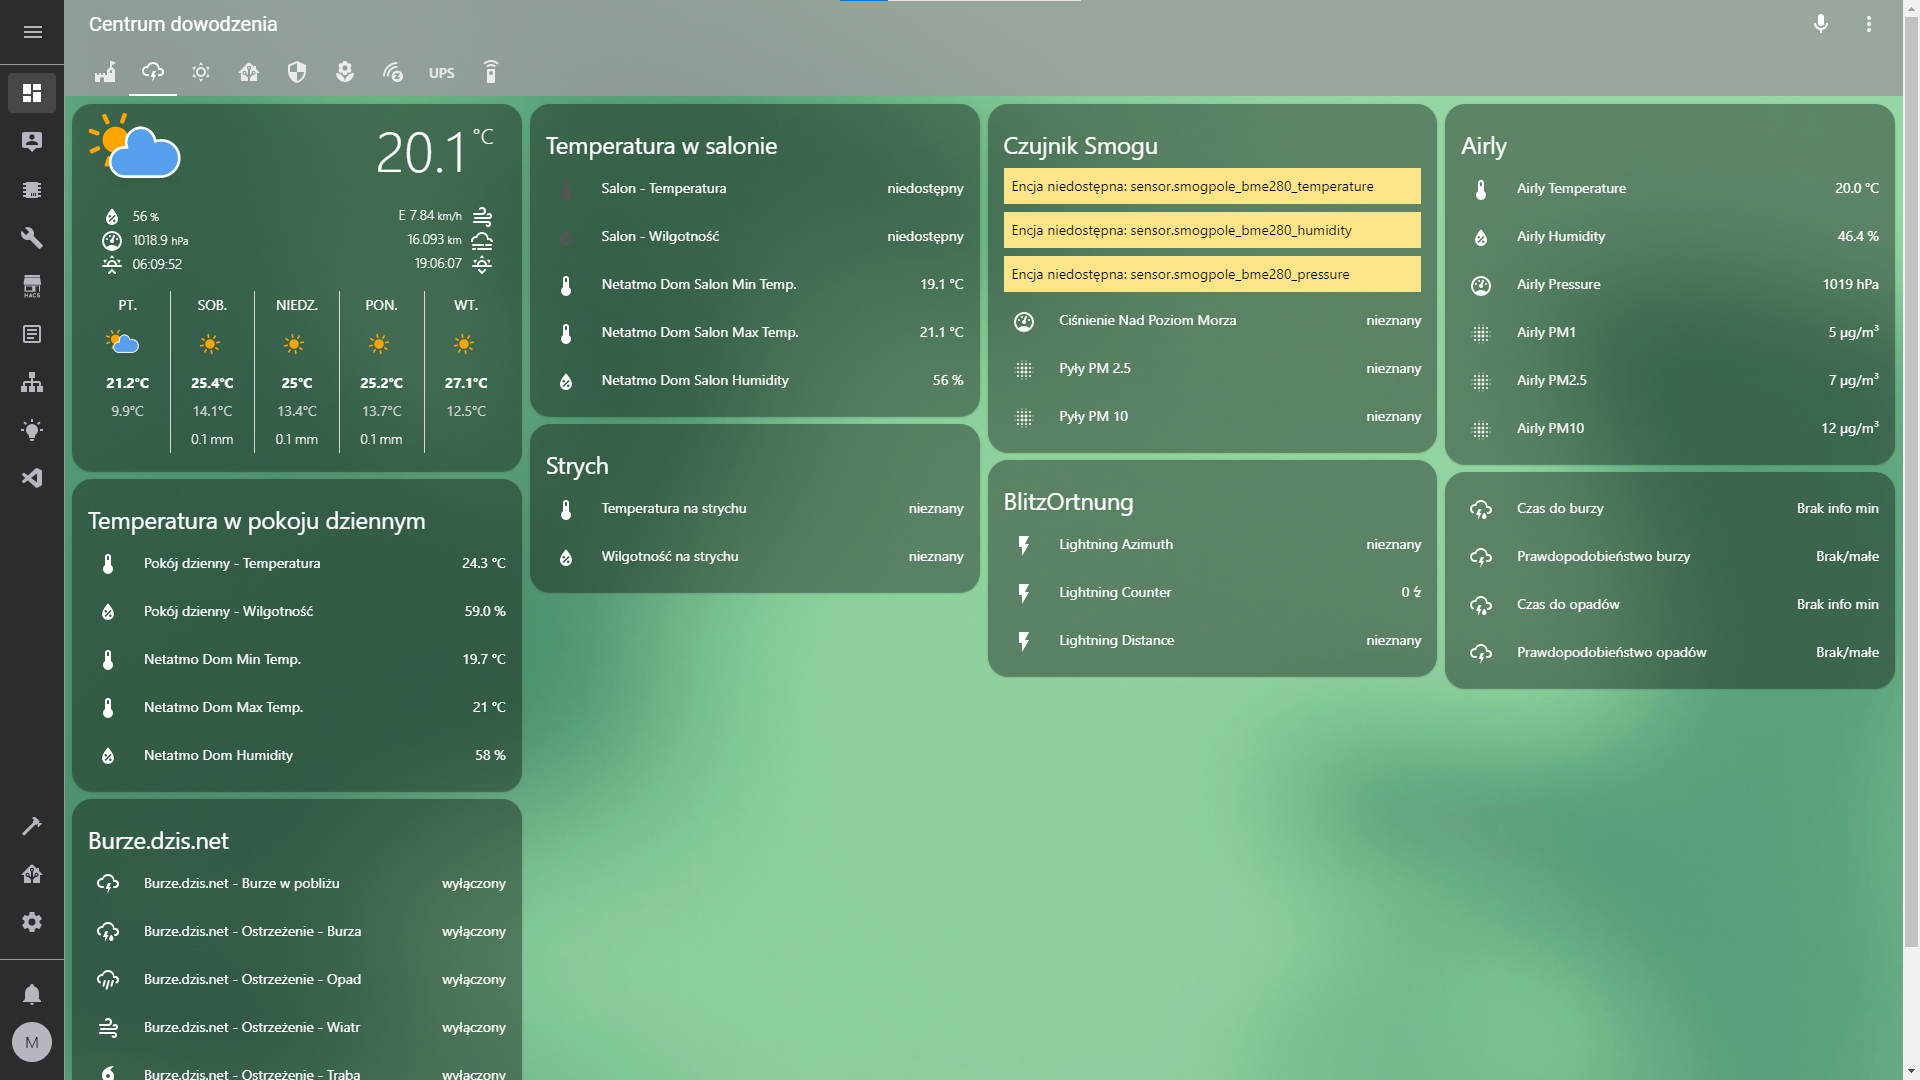 Centrum dowodzenia
UPS
HACS
M
20.1 °C
56 %
E 7.84 km/h
1018.9 hPa
16.093 km
06:09:52
19:06:07
PT. SOB. NIEDZ. PON. WT.
21.2°C 25.4°C 25°C 25.2°C 27.1°C
9.9°C 14.1°C 13.4°C 13.7°C 12.5°C
0.1 mm 0.1 mm 0.1 mm
Temperatura w pokoju dziennym
Pokój dzienny - Temperatura 24.3 °C
Pokój dzienny - Wilgotność 59.0 %
Netatmo Dom Min Temp. 19.7 °C
Netatmo Dom Max Temp. 21 °C
Netatmo Dom Humidity 58 %
Burze.dzis.net
Burze.dzis.net - Burze w pobliżu wyłączony
Burze.dzis.net - Ostrzeżenie - Burza wyłączony
Burze.dzis.net - Ostrzeżenie - Opad wyłączony
Burze.dzis.net - Ostrzeżenie - Wiatr wyłączony
Burze.dzis.net - Ostrzeżenie - Trąba wyłączony
Temperatura w salonie
Salon - Temperatura niedostępny
Salon - Wilgotność niedostępny
Netatmo Dom Salon Min Temp. 19.1 °C
Netatmo Dom Salon Max Temp. 21.1 °C
Netatmo Dom Salon Humidity 56 %
Strych
Temperatura na strychu nieznany
Wilgotność na strychu nieznany
Czujnik Smogu
Encja niedostępna: sensor.smogpole_bme280_temperature
Encja niedostępna: sensor.smogpole_bme280_humidity
Encja niedostępna: sensor.smogpole_bme280_pressure
Ciśnienie Nad Poziom Morza nieznany
Pyły PM 2.5 nieznany
Pyły PM 10 nieznany
BlitzOrtnung
Lightning Azimuth nieznany
Lightning Counter 0 ϟ
Lightning Distance nieznany
Airly
Airly Temperature 20.0 °C
Airly Humidity 46.4 %
Airly Pressure 1019 hPa
Airly PM1 5 µg/m³
Airly PM2.5 7 µg/m³
Airly PM10 12 µg/m³
Czas do burzy Brak info min
Prawdopodobieństwo burzy Brak/małe
Czas do opadów Brak info min
Prawdopodobieństwo opadów Brak/małe